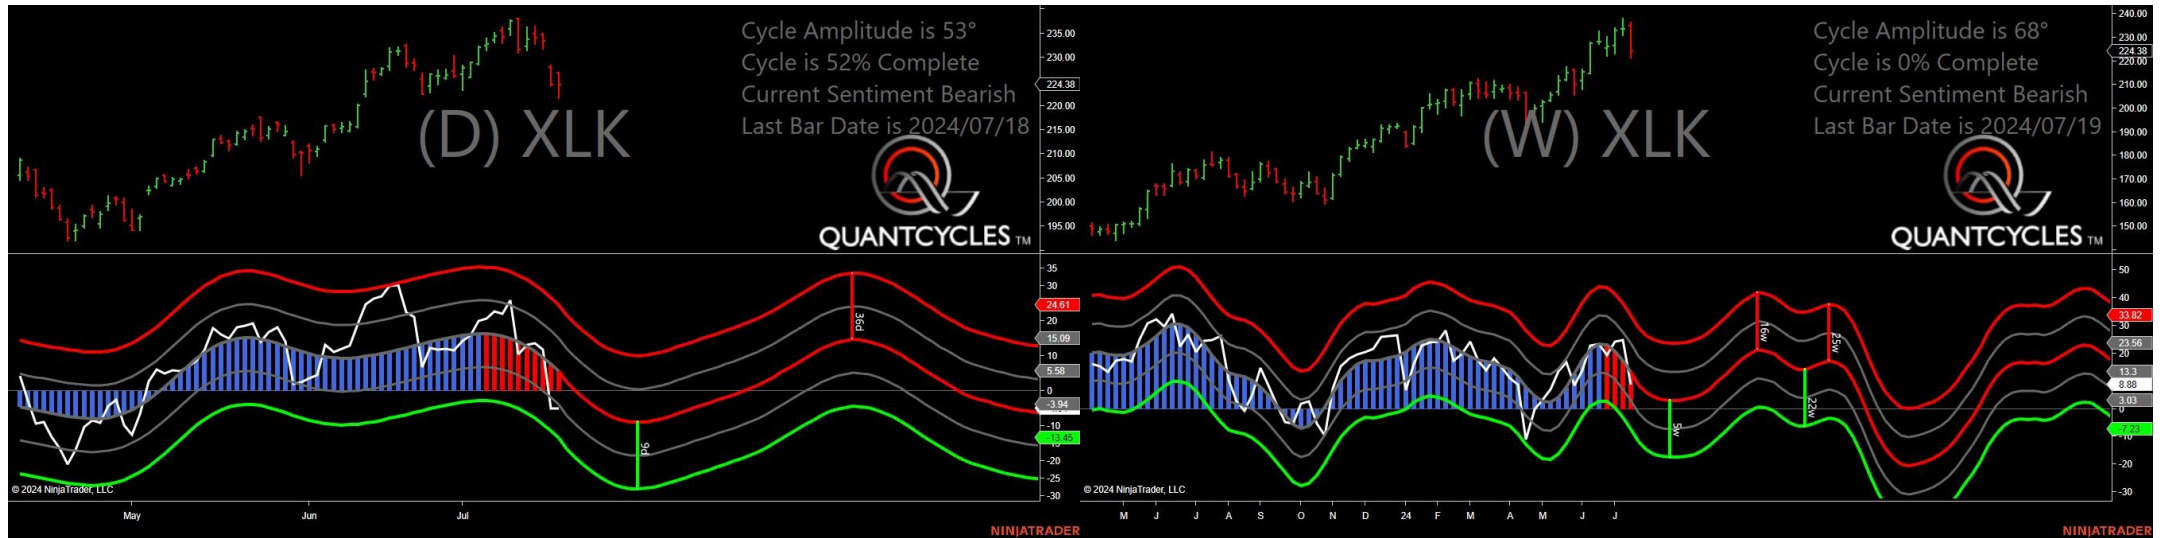 Cycle Amplitude is 53°
Cycle is 52% Complete
Current Sentiment Bearish
Last Bar Date is 2024/07/18
(D) XLK
QUANTCYCLES TM
235.00
230.00
224.38
220.00
215.00
210.00
205.00
200.00
195.00
35
30
24.61
20
15.09
10
5.58
0
-3.94
-10
-13.45
-20
-25
-30
36d
9d
© 2024 NinjaTrader, LLC
May
Jun
Jul
NINJATRADER
Cycle Amplitude is 68°
Cycle is 0% Complete
Current Sentiment Bearish
Last Bar Date is 2024/07/19
(W) XLK
QUANTCYCLES TM
240.00
230.00
224.38
220.00
210.00
200.00
190.00
180.00
170.00
160.00
150.00
50
40
33.82
30
23.56
20
13.3
8.88
3.03
0
-7.23
-10
-20
-30
16w
25w
5w
22w
© 2024 NinjaTrader, LLC
M J J A S O N D 24 F M A M J J
NINJATRADER